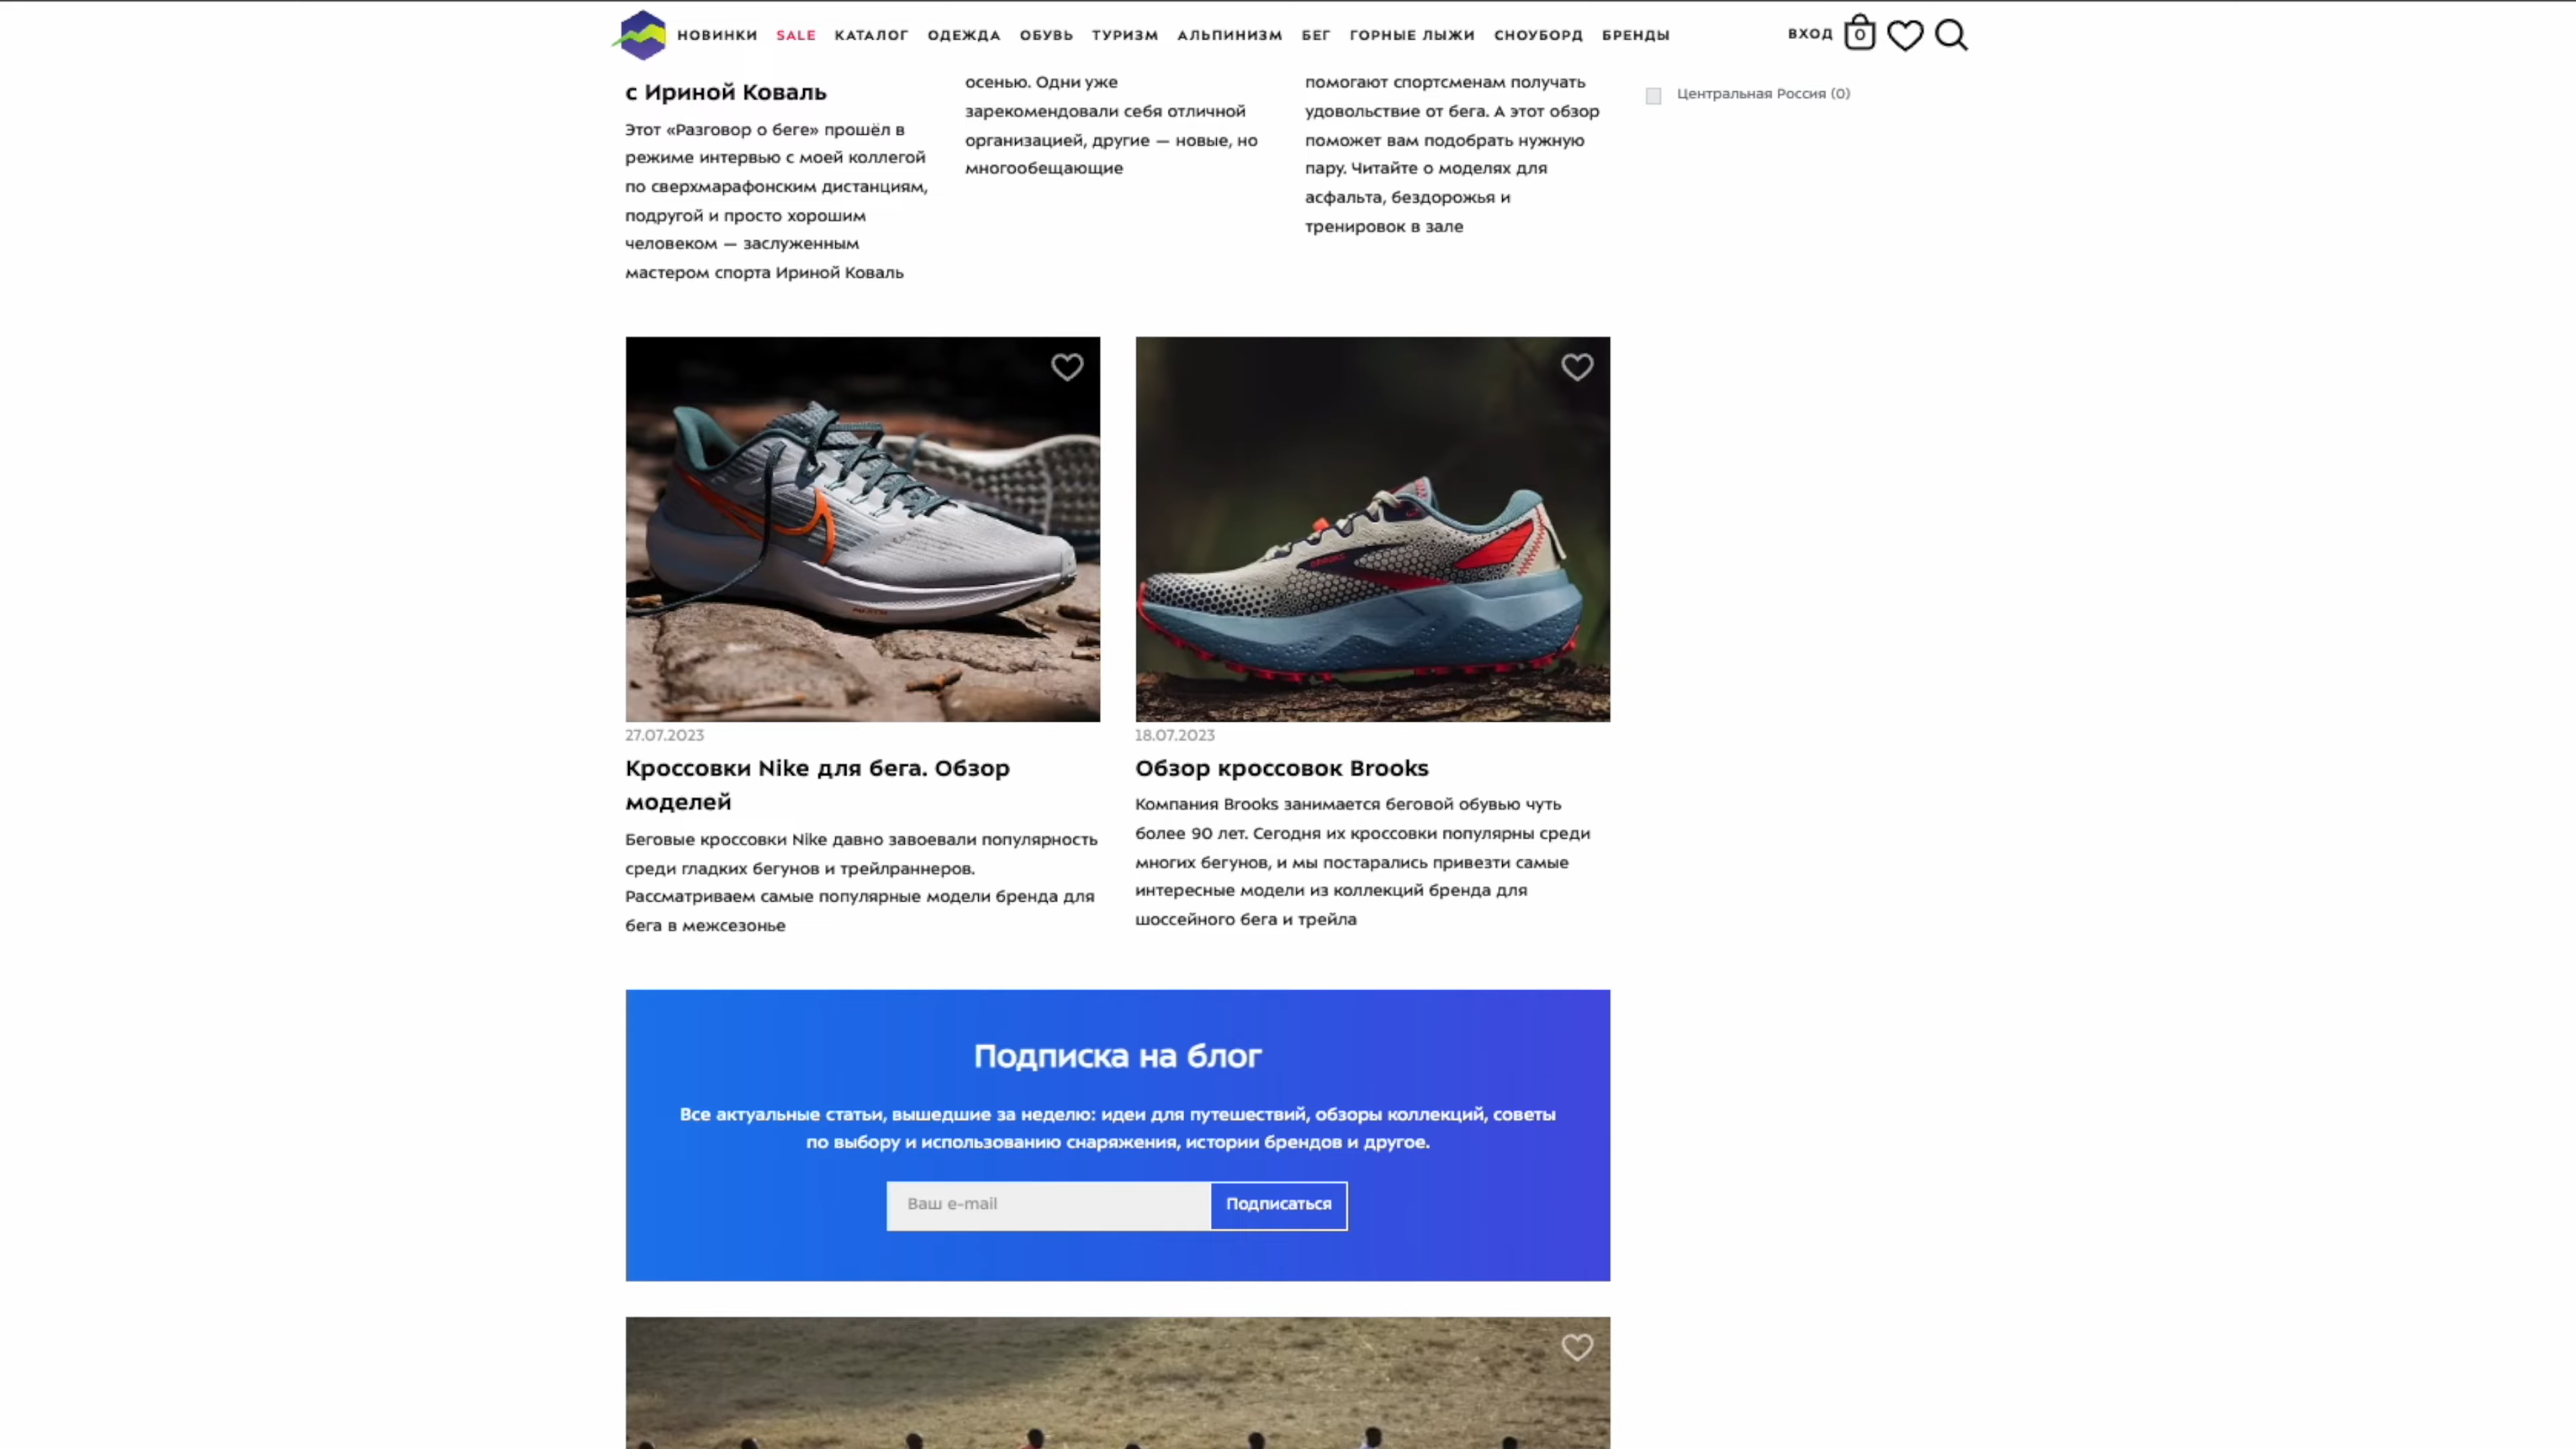 НОВИНКИ SALE КАТАЛОГ ОДЕЖДА ОБУВЬ ТУРИЗМ АЛЬПИНИЗМ БЕГ ГОРНЫЕ ЛЫЖИ СНОУБОРД БРЕНДЫ ВХОД 0
с Ириной Коваль
Этот «Разговор о беге» прошёл в
режиме интервью с моей коллегой
по сверхмарафонским дистанциям,
подругой и просто хорошим
человеком — заслуженным
мастером спорта Ириной Коваль
осенью. Одни уже
зарекомендовали себя отличной
организацией, другие — новые, но
многообещающие
помогают спортсменам получать
удовольствие от бега. А этот обзор
поможет вам подобрать нужную
пару. Читайте о моделях для
асфальта, бездорожья и
тренировок в зале
Центральная Россия (0)
27.07.2023
Кроссовки Nike для бега. Обзор
моделей
Беговые кроссовки Nike давно завоевали популярность
среди гладких бегунов и трейлраннеров.
Рассматриваем самые популярные модели бренда для
бега в межсезонье
18.07.2023
Обзор кроссовок Brooks
Компания Brooks занимается беговой обувью чуть
более 90 лет. Сегодня их кроссовки популярны среди
многих бегунов, и мы постарались привезти самые
интересные модели из коллекций бренда для
шоссейного бега и трейла
Подписка на блог
Все актуальные статьи, вышедшие за неделю: идеи для путешествий, обзоры коллекций, советы
по выбору и использованию снаряжения, истории брендов и другое.
Ваш e-mail
Подписаться